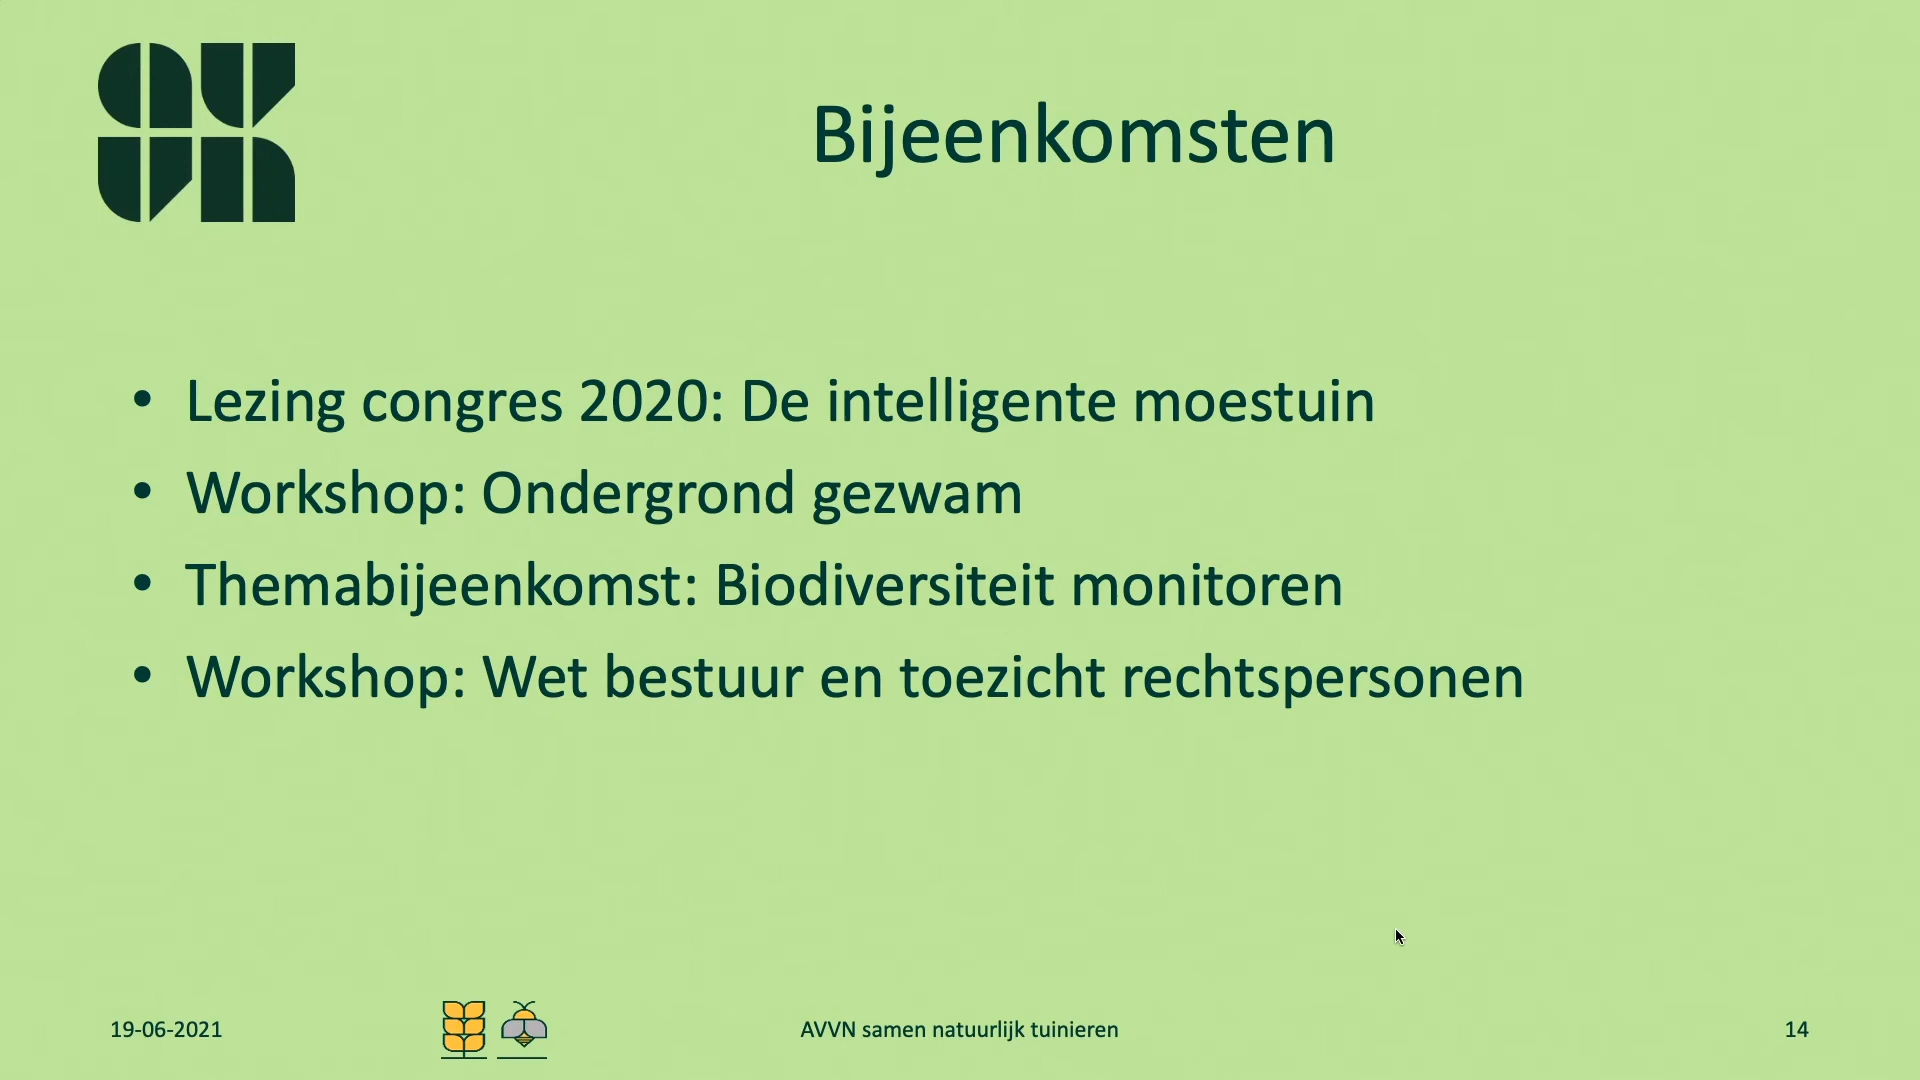 Bijeenkomsten
• Lezing congres 2020: De intelligente moestuin
• Workshop: Ondergrond gezwam
• Themabijeenkomst: Biodiversiteit monitoren
• Workshop: Wet bestuur en toezicht rechtspersonen
19-06-2021
AVVN samen natuurlijk tuinieren
14